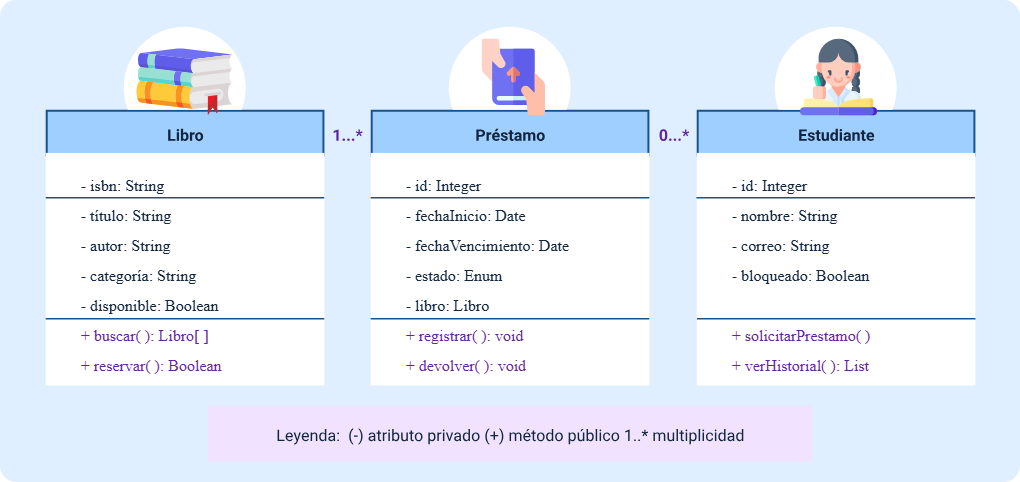 Libro
1...*
Préstamo
0...*
Estudiante
- isbn: String
- título: String
- autor: String
- categoría: String
- disponible: Boolean
+ buscar( ): Libro[ ]
+ reservar( ): Boolean
- id: Integer
- fechaInicio: Date
- fechaVencimiento: Date
- estado: Enum
- libro: Libro
+ registrar( ): void
+ devolver( ): void
- id: Integer
- nombre: String
- correo: String
- bloqueado: Boolean
+ solicitarPrestamo( )
+ verHistorial( ): List
Leyenda: (-) atributo privado (+) método público 1..* multiplicidad